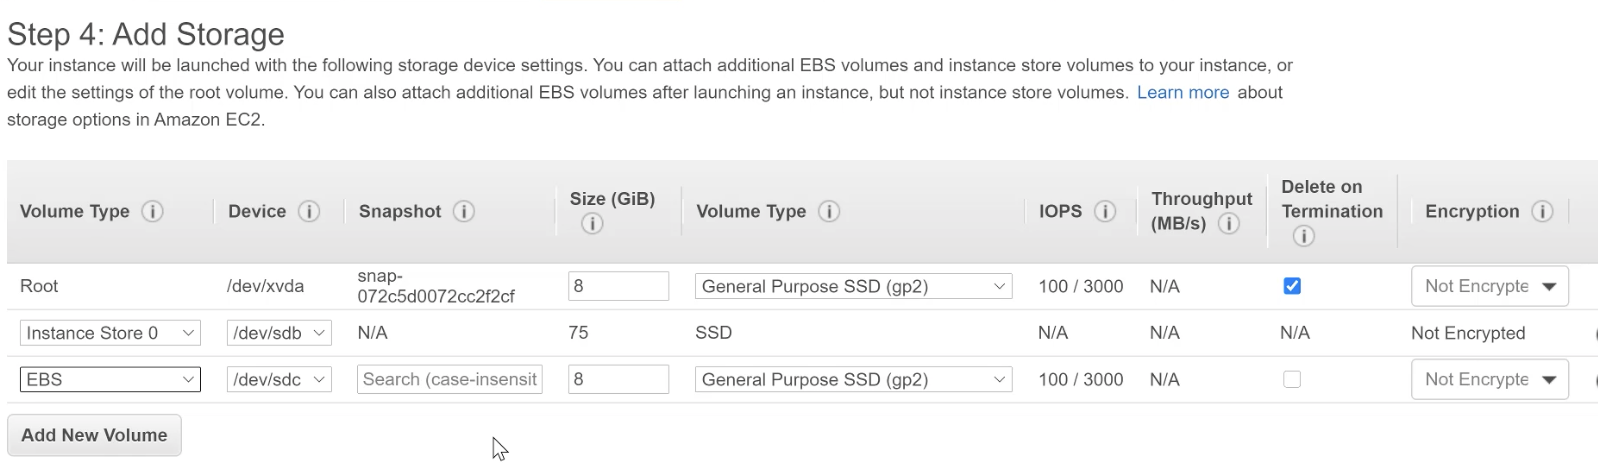 Step 4: Add Storage
Your instance will be launched with the following storage device settings. You can attach additional EBS volumes and instance store volumes to your instance, or
edit the settings of the root volume. You can also attach additional EBS volumes after launching an instance, but not instance store volumes. Learn more about
storage options in Amazon EC2.
Volume Type Device Snapshot Size (GiB) Volume Type IOPS Throughput (MB/s) Delete on Termination Encryption
Root /dev/xvda snap-072c5d0072cc2f2cf 8 General Purpose SSD (gp2) 100 / 3000 N/A Not Encrypte
Instance Store 0 /dev/sdb N/A 75 SSD N/A N/A N/A Not Encrypted
EBS /dev/sdc Search (case-insensit 8 General Purpose SSD (gp2) 100 / 3000 N/A Not Encrypte
Add New Volume